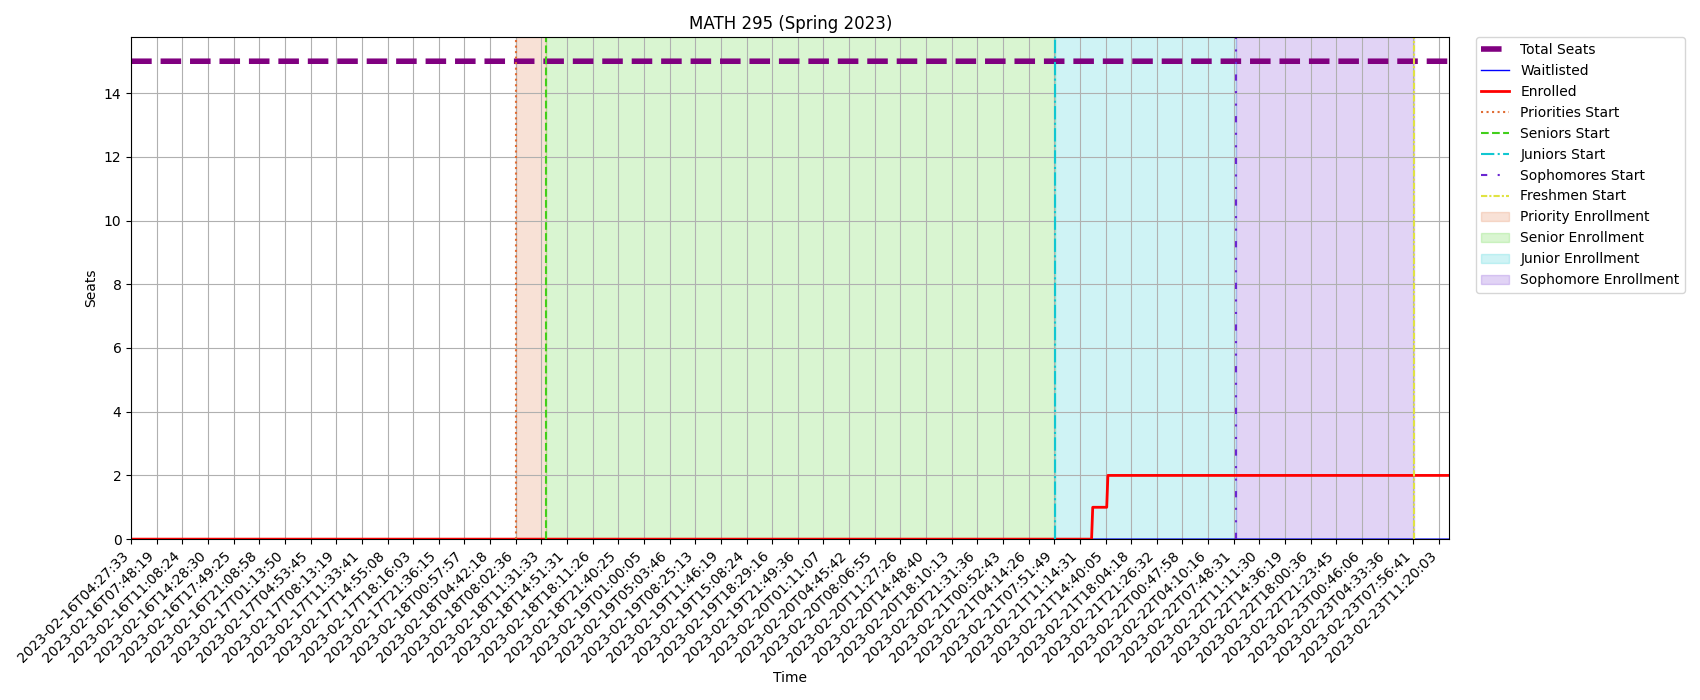 MATH 295 (Spring 2023)
Total Seats
Waitlisted
Enrolled
Priorities Start
Seniors Start
Juniors Start
Sophomores Start
Freshmen Start
Priority Enrollment
Senior Enrollment
Junior Enrollment
Sophomore Enrollment
Seats
14
12
10
8
6
4
2
0
2023-02-16T04:27:33
2023-02-16T07:48:19
2023-02-16T11:08:24
2023-02-16T14:28:30
2023-02-16T17:49:25
2023-02-16T21:08:58
2023-02-17T01:13:50
2023-02-17T04:53:45
2023-02-17T08:13:19
2023-02-17T11:33:41
2023-02-17T14:55:08
2023-02-17T18:16:03
2023-02-17T21:36:15
2023-02-18T00:57:57
2023-02-18T04:42:18
2023-02-18T08:02:36
2023-02-18T11:31:33
2023-02-18T14:51:31
2023-02-18T18:11:26
2023-02-18T21:40:25
2023-02-19T01:00:05
2023-02-19T05:03:46
2023-02-19T08:25:13
2023-02-19T11:46:19
2023-02-19T15:08:24
2023-02-19T18:29:16
2023-02-19T21:49:36
2023-02-20T01:11:07
2023-02-20T04:45:42
2023-02-20T08:06:55
2023-02-20T11:27:26
2023-02-20T14:48:40
2023-02-20T18:10:13
2023-02-20T21:31:36
2023-02-21T00:52:43
2023-02-21T04:14:26
2023-02-21T07:51:49
2023-02-21T11:14:31
2023-02-21T14:40:05
2023-02-21T18:04:18
2023-02-21T21:26:32
2023-02-22T00:47:58
2023-02-22T04:10:16
2023-02-22T07:48:31
2023-02-22T11:11:30
2023-02-22T14:36:19
2023-02-22T18:00:36
2023-02-22T21:23:45
2023-02-23T00:46:06
2023-02-23T04:33:36
2023-02-23T07:56:41
2023-02-23T11:20:03
Time